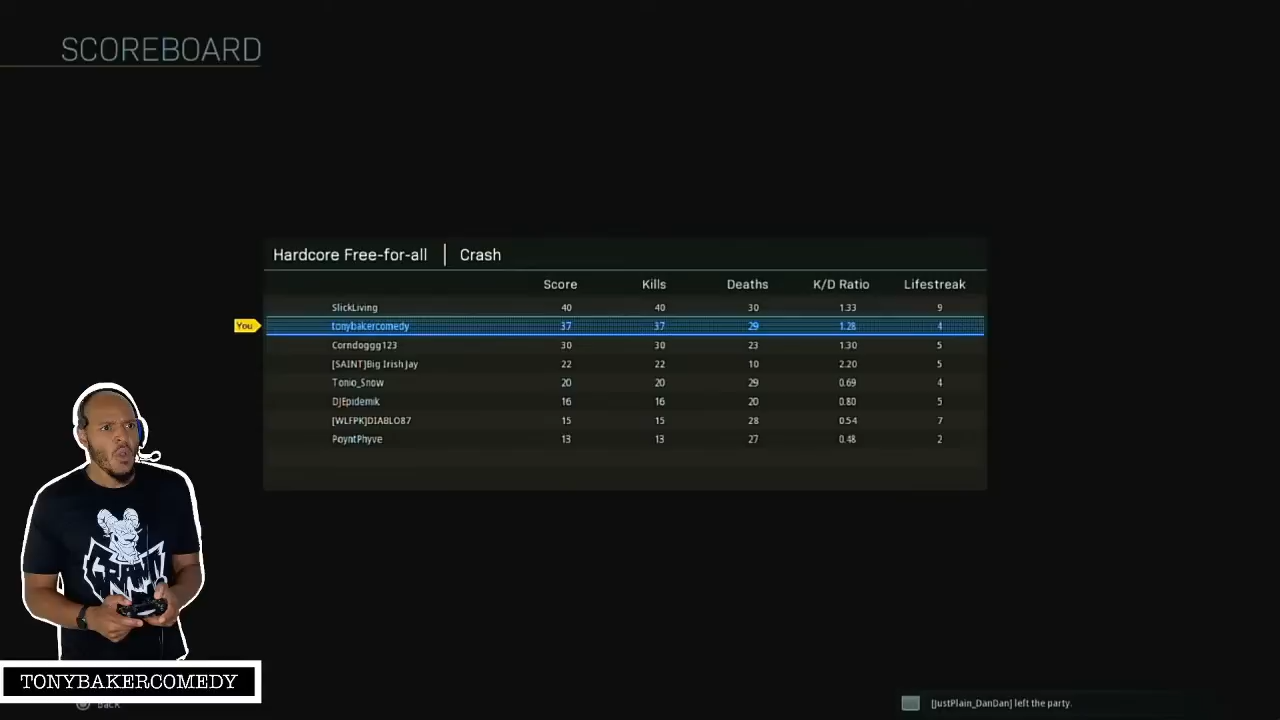 SCOREBOARD
Hardcore Free-for-all | Crash
Score Kills Deaths K/D Ratio Lifestreak
SlickLiving 40 40 30 1.33 9
You tonybakercomedy 37 37 29 1.28 4
Corndoggg123 30 30 23 1.30 5
[SAINT]Big Irish Jay 22 22 10 2.20 5
Tonio_Snow 20 20 29 0.69 4
DJEpidemik 16 16 20 0.80 5
[WLFPK]DIABLO87 15 15 28 0.54 7
PoyntPhyve 13 13 27 0.48 2
GRAMS
TONYBAKERCOMEDY
Back
[JustPlain_DanDan] left the party.